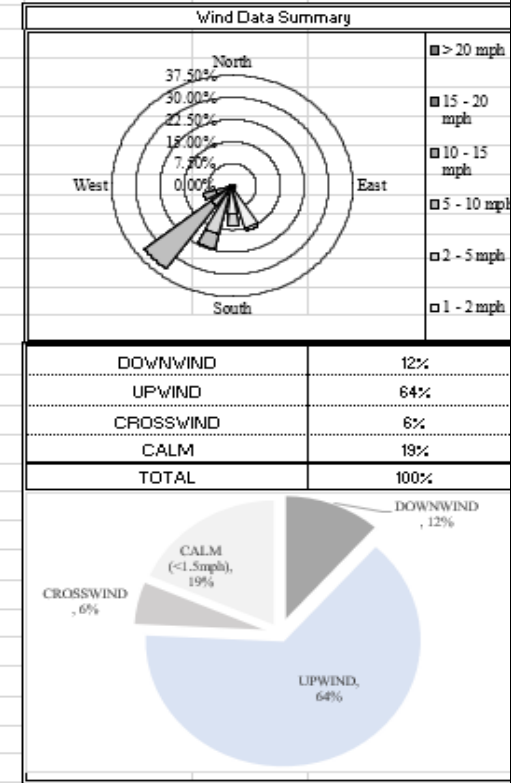 Wind Data Summary
North
37.50%
30.00%
22.50%
15.00%
7.50%
0.00%
West
East
South
> 20 mph
15 - 20
mph
10 - 15
mph
5 - 10 mph
2 - 5 mph
1 - 2 mph
DOWNWIND 12%
UPWIND 64%
CROSSWIND 6%
CALM 19%
TOTAL 100%
DOWNWIND
, 12%
CALM
(<1.5mph),
19%
CROSSWIND
, 6%
UPWIND,
64%